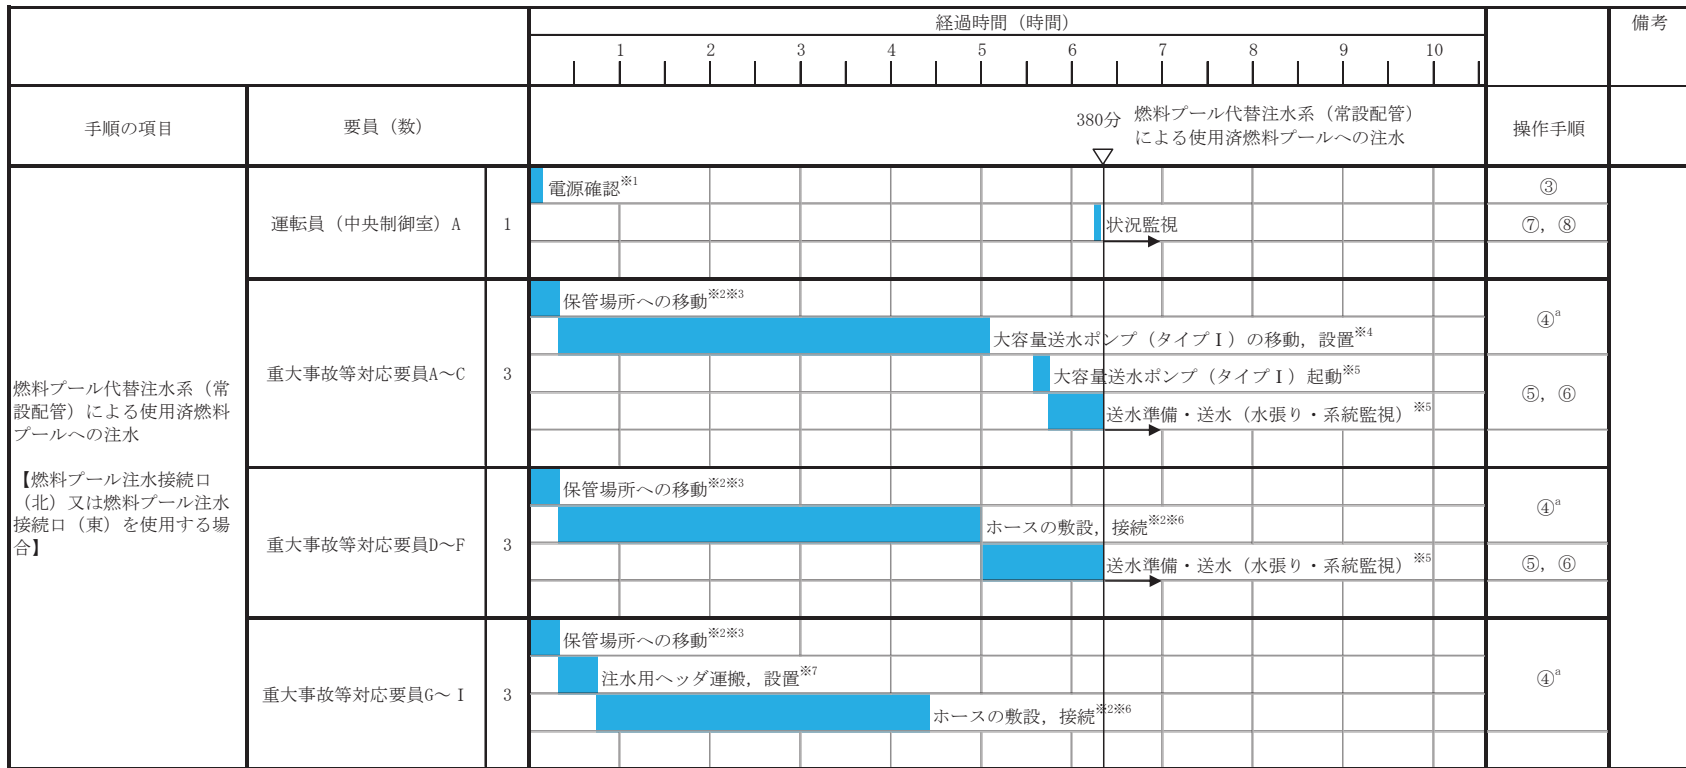 経過時間（時間）
備考
1 2 3 4 5 6 7 8 9 10
手順の項目
要員（数）
380分
燃料プール代替注水系（常設配管）
による使用済燃料プールへの注水
操作手順
燃料プール代替注水系（常
設配管）による使用済燃料
プールへの注水
【燃料プール注水接続口
（北）又は燃料プール注水
接続口（東）を使用する場
合】
運転員（中央制御室）A
1
電源確認※1
③
状況監視
⑦，⑧
重大事故等対応要員A～C
3
保管場所への移動※2※3
大容量送水ポンプ（タイプⅠ）の移動，設置※4
④a
大容量送水ポンプ（タイプⅠ）起動※5
送水準備・送水（水張り・系統監視）※5
⑤，⑥
重大事故等対応要員D～F
3
保管場所への移動※2※3
ホースの敷設，接続※2※6
④a
送水準備・送水（水張り・系統監視）※5
⑤，⑥
重大事故等対応要員G～Ｉ
3
保管場所への移動※2※3
注水用ヘッダ運搬，設置※7
ホースの敷設，接続※2※6
④a